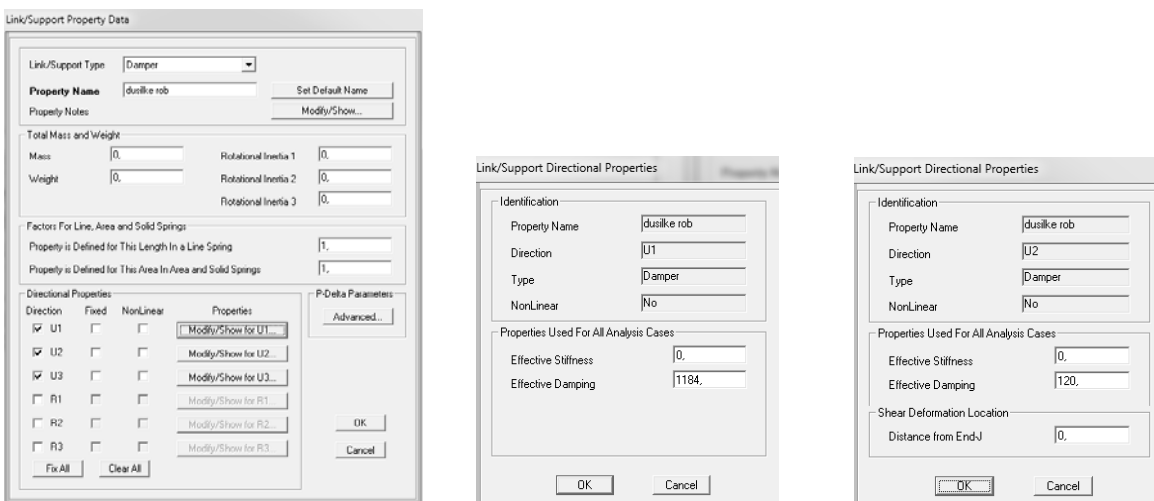 Link/Support Property Data
Link/Support Type Damper
Property Name dusilke rob Set Default Name
Property Notes Modify/Show...
Total Mass and Weight
Mass 0, Rotational Inertia 1 0,
Weight 0, Rotational Inertia 2 0,
Rotational Inertia 3 0,
Factors For Line, Area and Solid Springs
Property is Defined for This Length In a Line Spring 1,
Property is Defined for This Area In Area and Solid Springs 1,
Directional Properties P-Delta Parameters
Direction Fixed NonLinear Properties Advanced...
U1 Modify/Show for U1...
U2 Modify/Show for U2...
U3 Modify/Show for U3...
R1 Modify/Show for R1...
R2 Modify/Show for R2... OK
R3 Modify/Show for R3... Cancel
Fix All Clear All
Link/Support Directional Properties
Identification
Property Name dusilke rob
Direction U1
Type Damper
NonLinear No
Properties Used For All Analysis Cases
Effective Stiffness 0,
Effective Damping 1184,
OK Cancel
Link/Support Directional Properties
Identification
Property Name dusilke rob
Direction U2
Type Damper
NonLinear No
Properties Used For All Analysis Cases
Effective Stiffness 0,
Effective Damping 120,
Shear Deformation Location
Distance from End-J 0,
OK Cancel